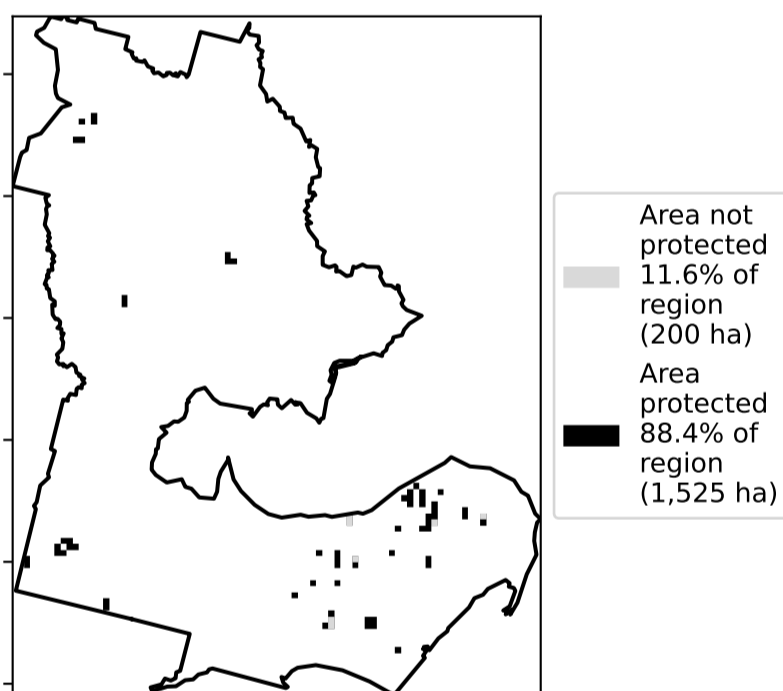 Area not
protected
11.6% of
region
(200 ha)
Area
protected
88.4% of
region
(1,525 ha)